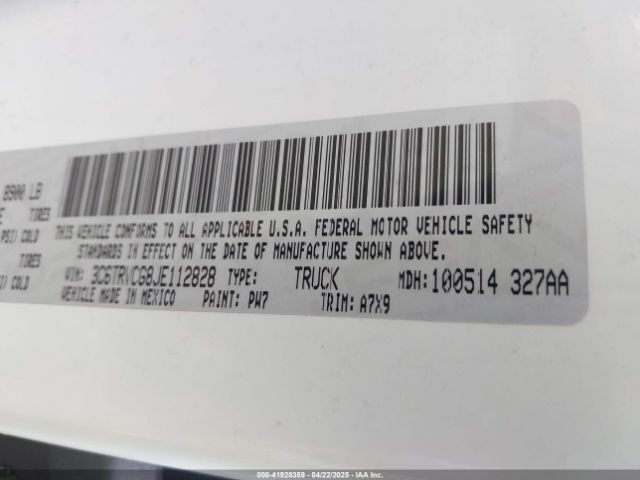 8900 LB
TIRES
PSI) COLD
TIRES
I) COLD
THIS VEHICLE CONFORMS TO ALL APPLICABLE U.S.A. FEDERAL MOTOR VEHICLE SAFETY
STANDARDS IN EFFECT ON THE DATE OF MANUFACTURE SHOWN ABOVE.
VIN: 3C6TRVCG8JE112828 TYPE: TRUCK MDH: 100514 327AA
VEHICLE MADE IN MEXICO PAINT: PW7 TRIM: A7X9
000-41928359 - 04/22/2025 - IAA Inc.